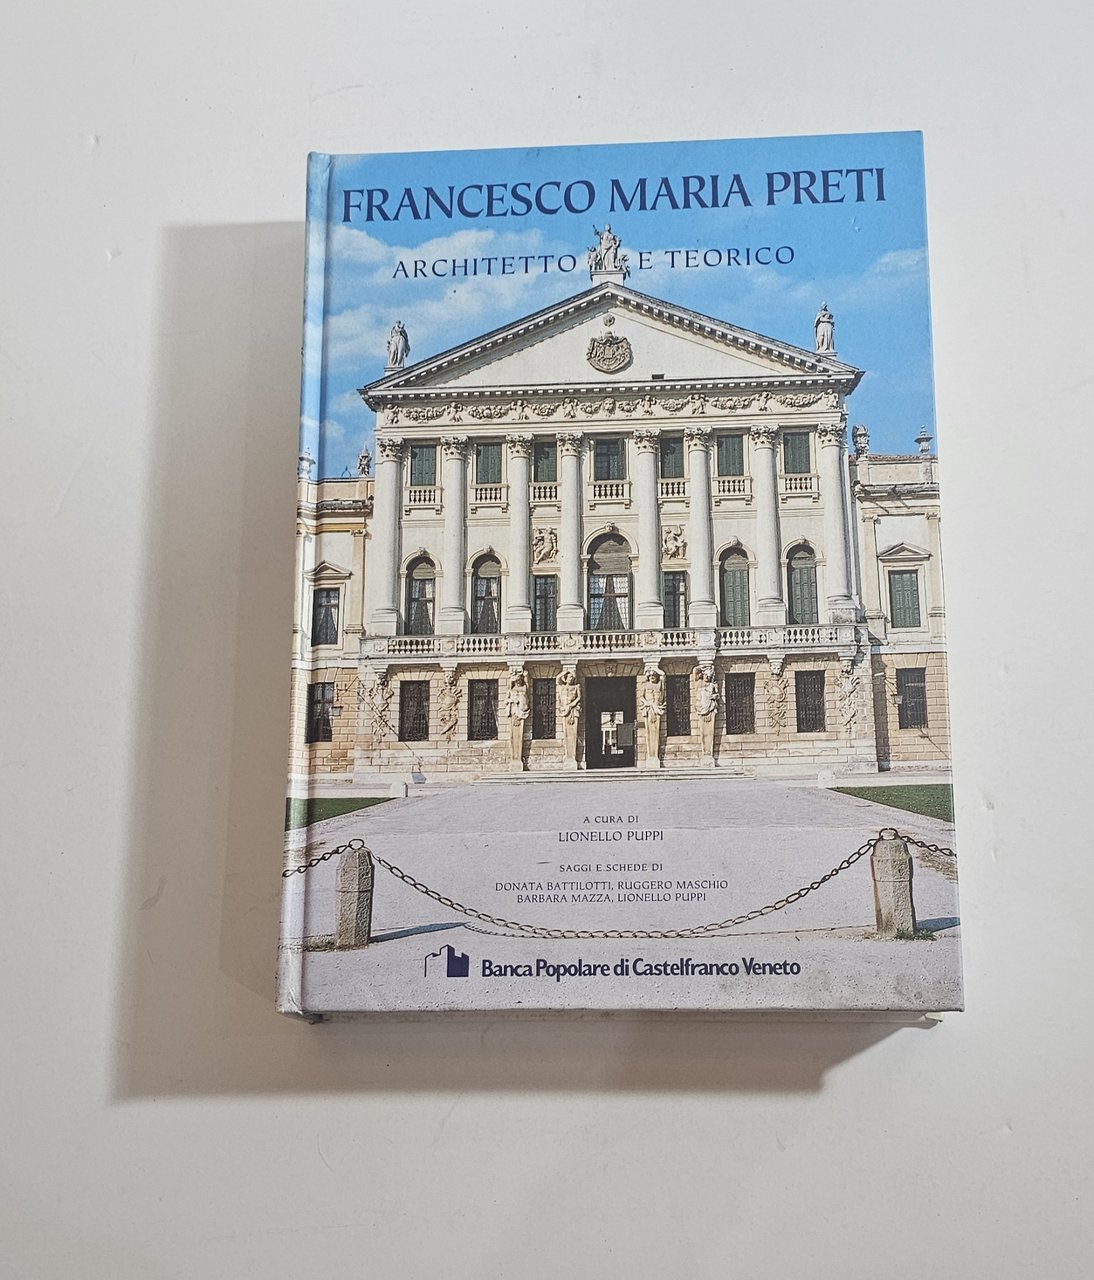 FRANCESCO MARIA PRETI
ARCHITETTO E TEORICO
A CURA DI
LIONELLO PUPPI
SAGGI E SCHEDE DI
DONATA BATTILOTTI, RUGGERO MASCHIO
BARBARA MAZZA, LIONELLO PUPPI
Banca Popolare di Castelfranco Veneto